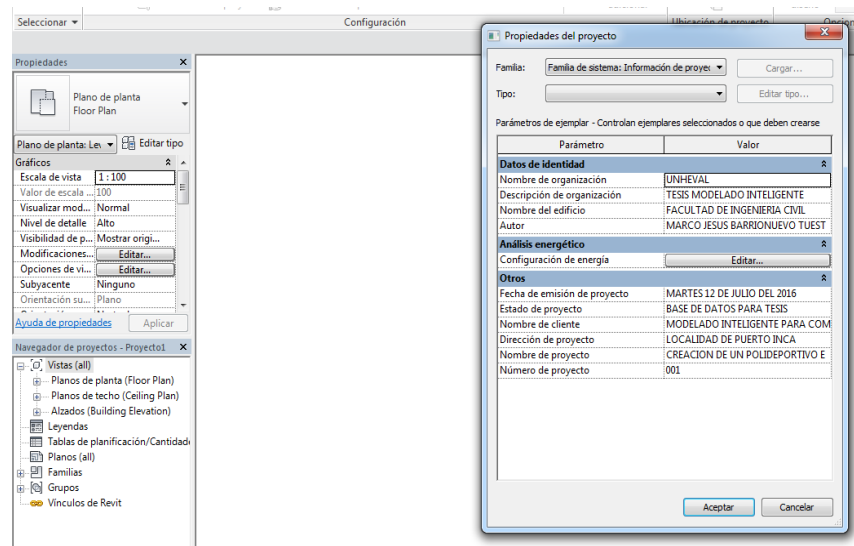 Seleccionar
Configuración
Ubicación de proyecto
Propiedades
Plano de planta
Floor Plan
Plano de planta: Lev
Editar tipo
Gráficos
Escala de vista 1 : 100
Valor de escala ... 100
Visualizar mod... Normal
Nivel de detalle Alto
Visibilidad de p... Mostrar origi...
Modificaciones... Editar...
Opciones de vi... Editar...
Subyacente Ninguno
Orientación su... Plano
Ayuda de propiedades Aplicar
Navegador de proyectos - Proyecto1
Vistas (all)
Planos de planta (Floor Plan)
Planos de techo (Ceiling Plan)
Alzados (Building Elevation)
Leyendas
Tablas de planificación/Cantidade
Planos (all)
Familias
Grupos
Vínculos de Revit
Propiedades del proyecto
Familia: Familia de sistema: Información de proyec Cargar...
Tipo: Editar tipo...
Parámetros de ejemplar - Controlan ejemplares seleccionados o que deben crearse
Parámetro Valor
Datos de identidad
Nombre de organización UNHEVAL
Descripción de organización TESIS MODELADO INTELIGENTE
Nombre del edificio FACULTAD DE INGENIERIA CIVIL
Autor MARCO JESUS BARRIONUEVO TUEST
Análisis energético
Configuración de energía Editar...
Otros
Fecha de emisión de proyecto MARTES 12 DE JULIO DEL 2016
Estado de proyecto BASE DE DATOS PARA TESIS
Nombre de cliente MODELADO INTELIGENTE PARA COM
Dirección de proyecto LOCALIDAD DE PUERTO INCA
Nombre de proyecto CREACION DE UN POLIDEPORTIVO E
Número de proyecto 001
Aceptar Cancelar